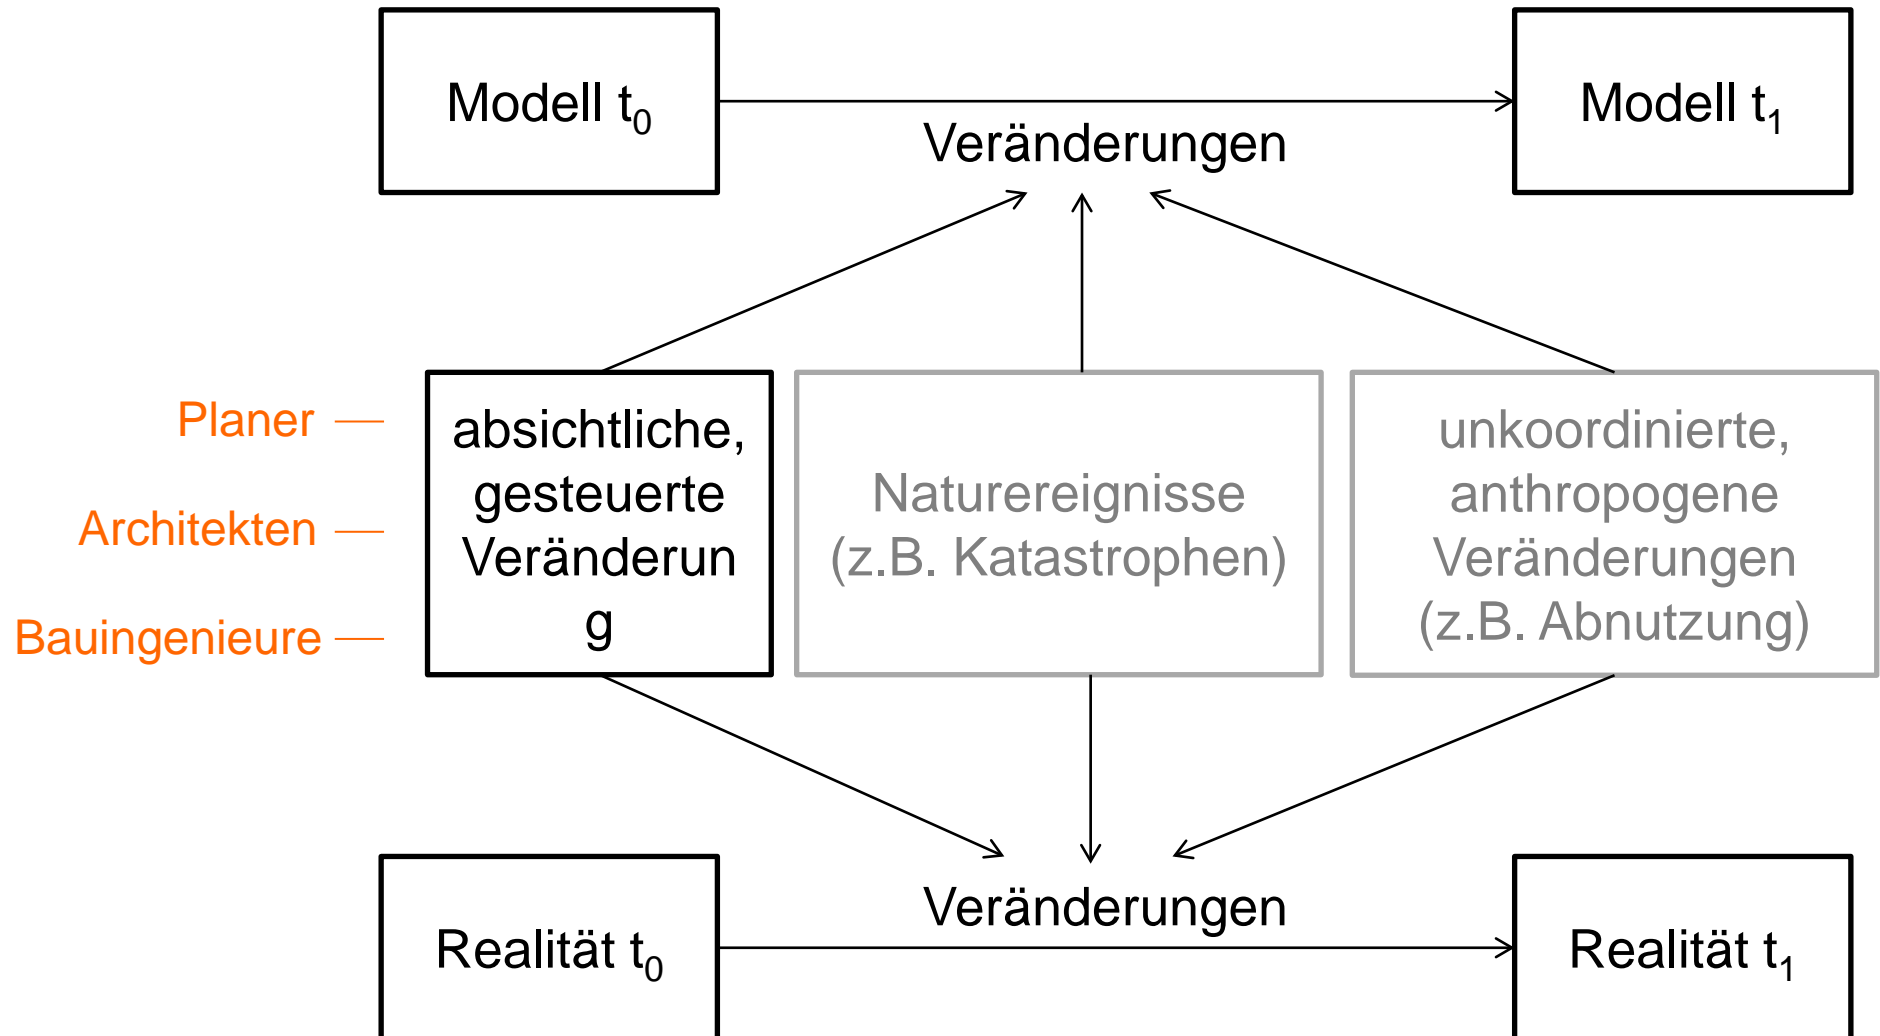 Modell t₀
Modell t₁
Veränderungen
Planer
Architekten
Bauingenieure
absichtliche,
gesteuerte
Veränderun
g
Naturereignisse
(z.B. Katastrophen)
unkoordinierte,
anthropogene
Veränderungen
(z.B. Abnutzung)
Veränderungen
Realität t₀
Realität t₁